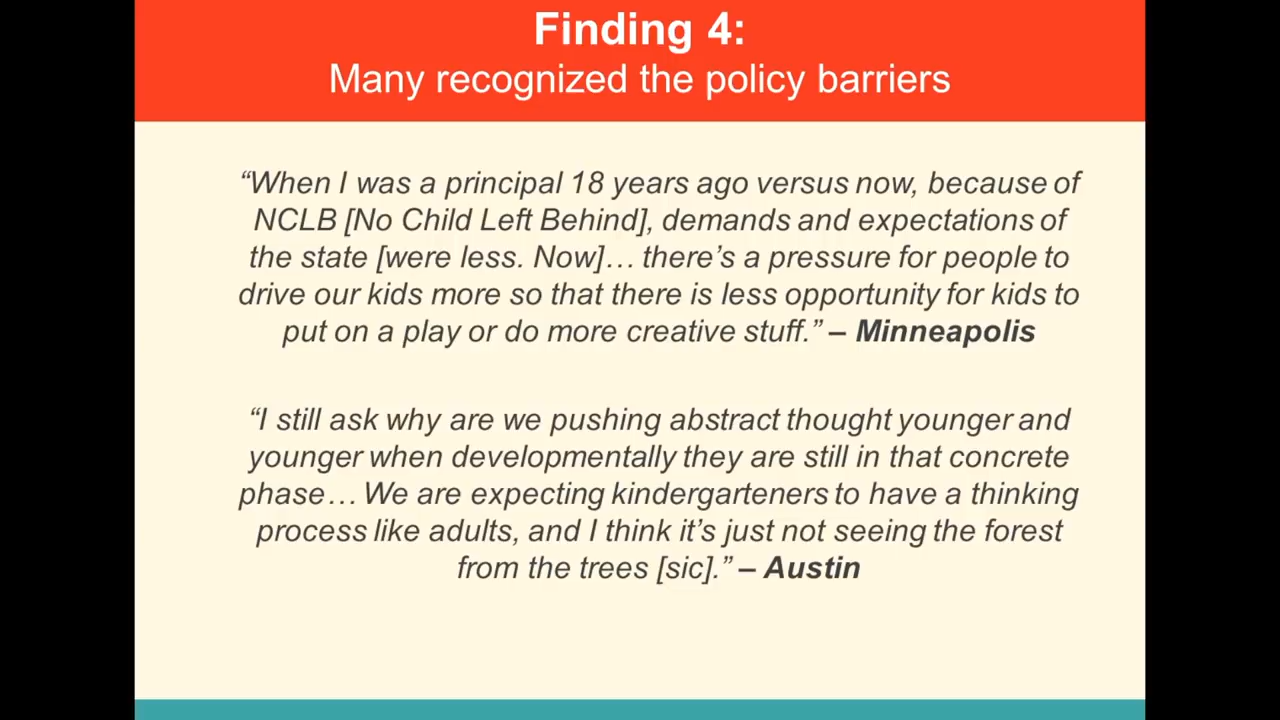 Finding 4:
Many recognized the policy barriers
“When I was a principal 18 years ago versus now, because of
NCLB [No Child Left Behind], demands and expectations of
the state [were less. Now]… there’s a pressure for people to
drive our kids more so that there is less opportunity for kids to
put on a play or do more creative stuff.” – Minneapolis
“I still ask why are we pushing abstract thought younger and
younger when developmentally they are still in that concrete
phase… We are expecting kindergarteners to have a thinking
process like adults, and I think it’s just not seeing the forest
from the trees [sic].” – Austin